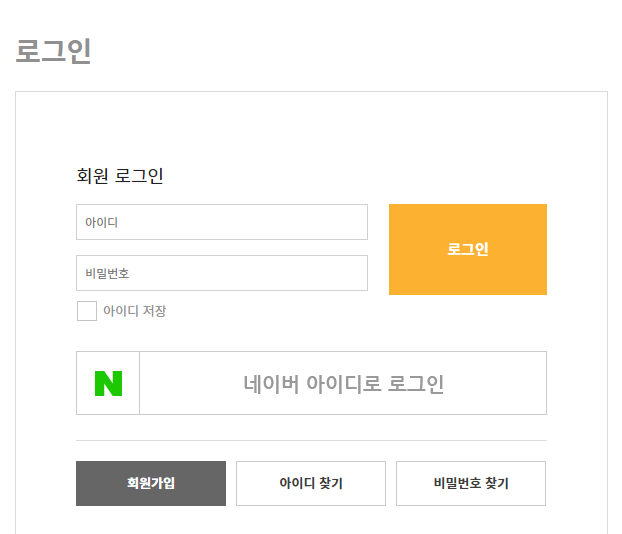 로그인
회원 로그인
아이디
로그인
비밀번호
아이디 저장
N 네이버 아이디로 로그인
회원가입 아이디 찾기 비밀번호 찾기